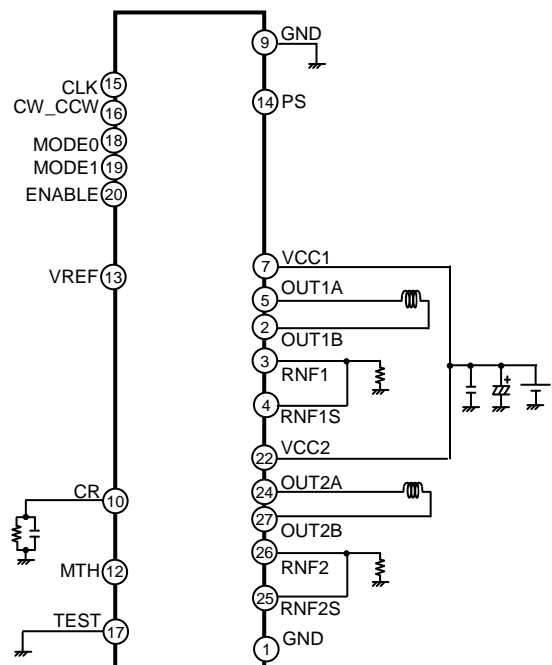 9 GND
15 CLK
14 PS
16 CW_CCW
18 MODE0
19 MODE1
20 ENABLE
7 VCC1
13 VREF
5 OUT1A
2 OUT1B
3 RNF1
4 RNF1S
22 VCC2
24 OUT2A
10 CR
27 OUT2B
26 RNF2
12 MTH
25 RNF2S
17 TEST
1 GND
+